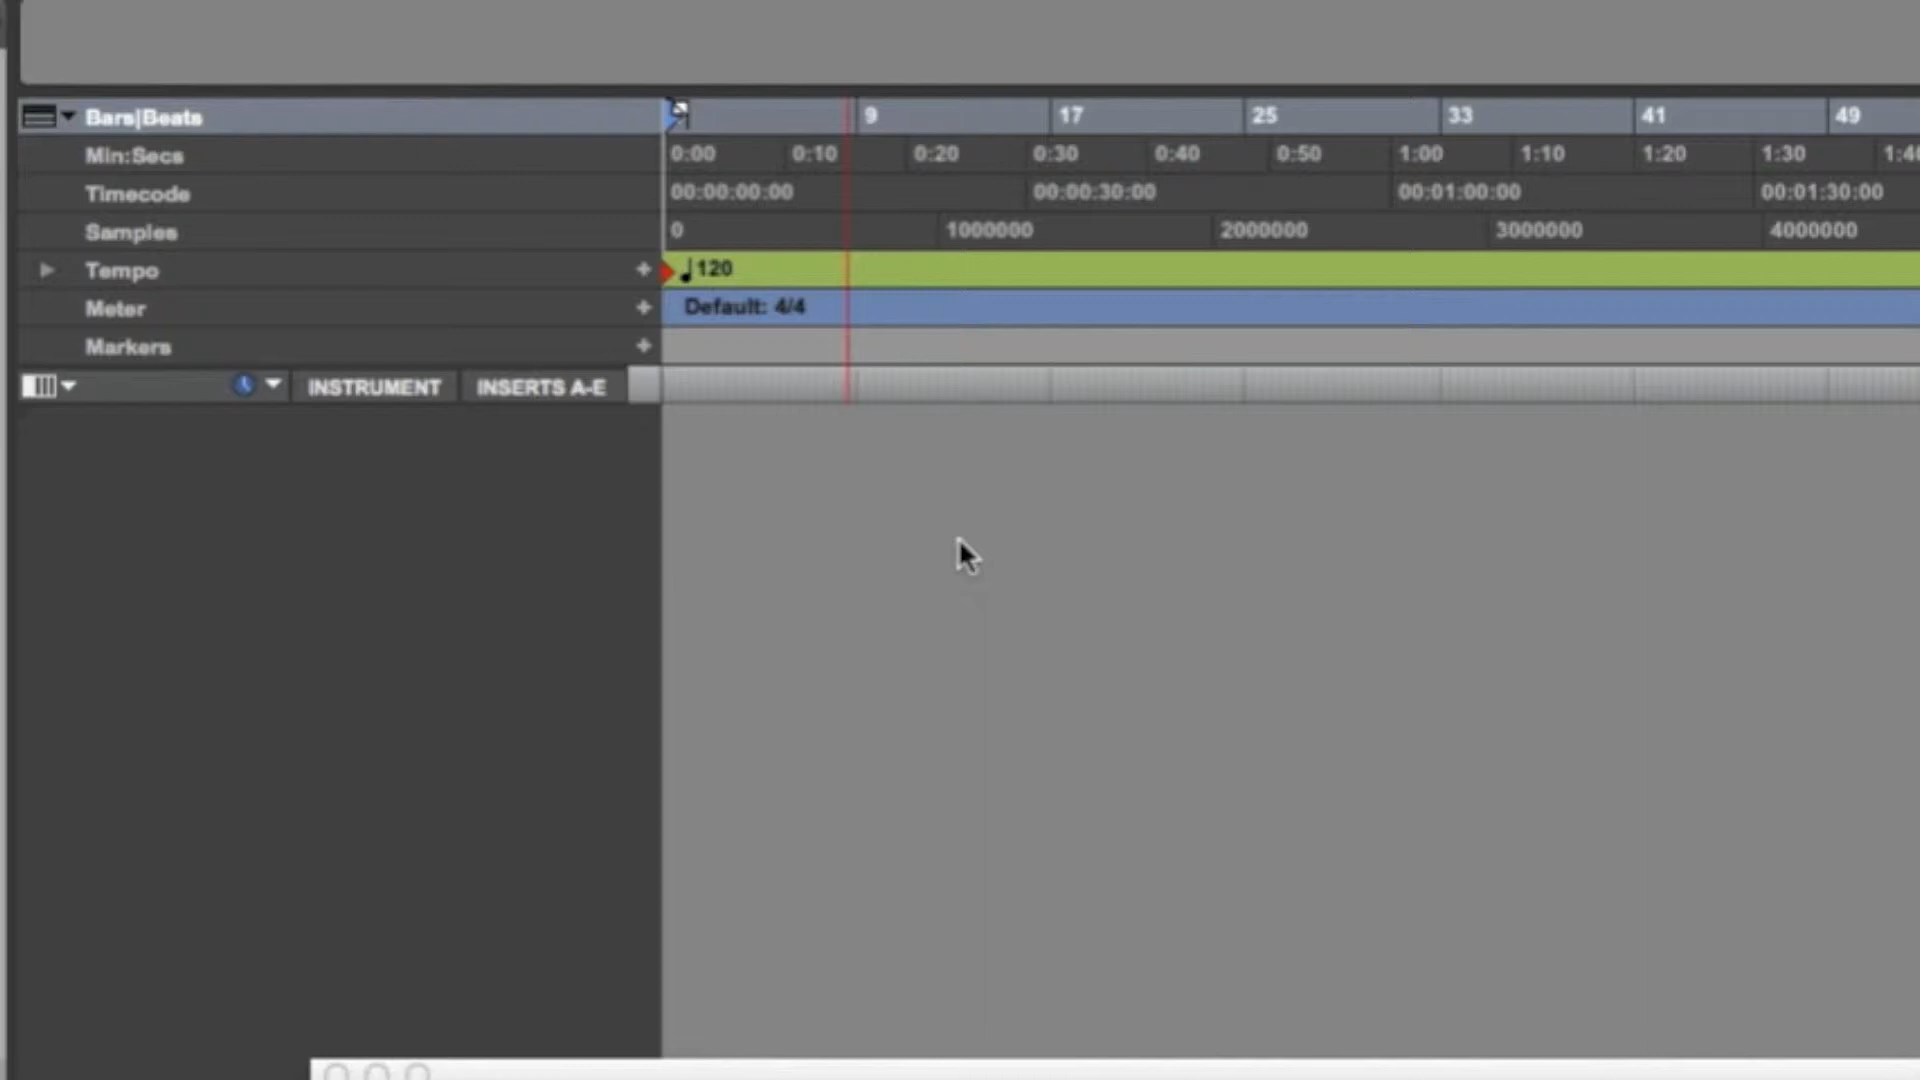 Bars|Beats 9 17 25 33 41 49
Min:Secs 0:00 0:10 0:20 0:30 0:40 0:50 1:00 1:10 1:20 1:30
Timecode 00:00:00:00 00:00:30:00 00:01:00:00 00:01:30:00
Samples 0 1000000 2000000 3000000 4000000
Tempo + 120
Meter + Default: 4/4
Markers +
INSTRUMENT INSERTS A-E